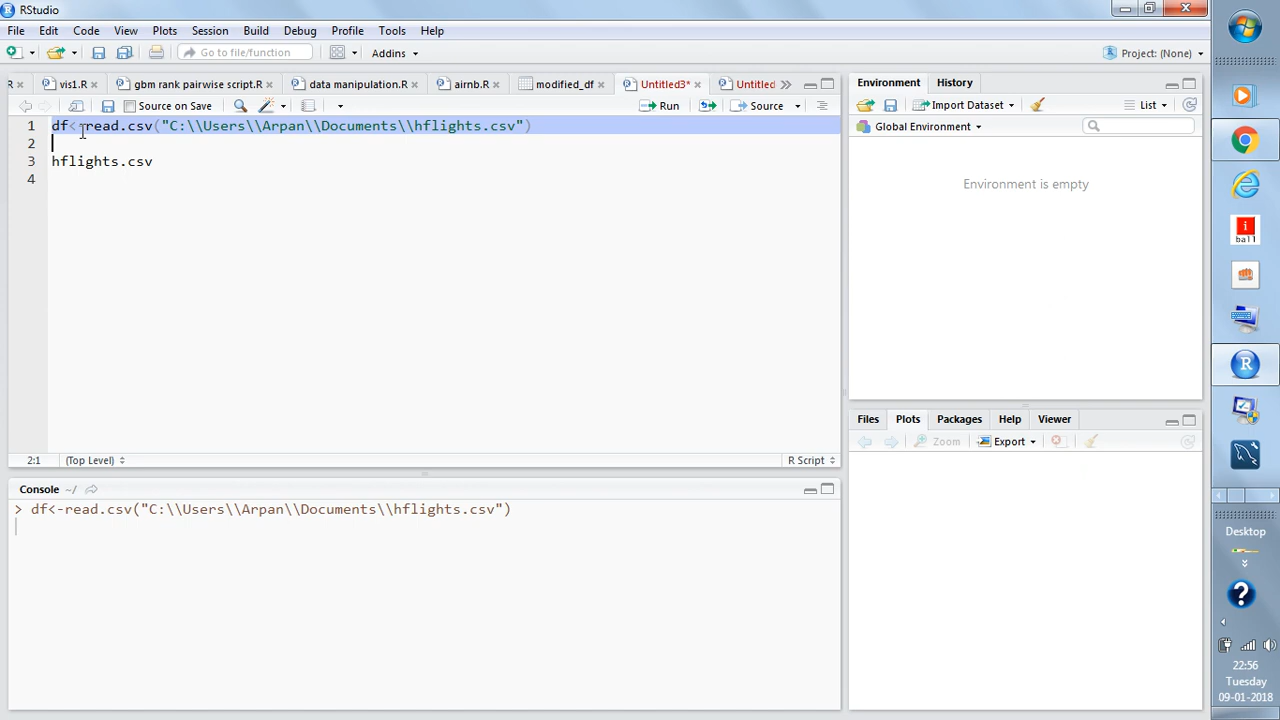 RStudio
File Edit View Plots Session Build Debug Profile Tools Help
Go to file/function Addins Project: (None)
R vis1.R gbm rank pairwise script.R data manipulation.R airnb.R modified_df Untitled3* Untitled
Source on Save Run Source
1 df<-read.csv("C:\\Users\\Arpan\\Documents\\hflights.csv")
2
3 hflights.csv
4
2:1 (Top Level) R Script
Console ~/
> df<-read.csv("C:\\Users\\Arpan\\Documents\\hflights.csv")
Environment History
Import Dataset List
Global Environment
Environment is empty
Files Plots Packages Help Viewer
Zoom Export
i
ball
R
Desktop
22:56
Tuesday
09-01-2018